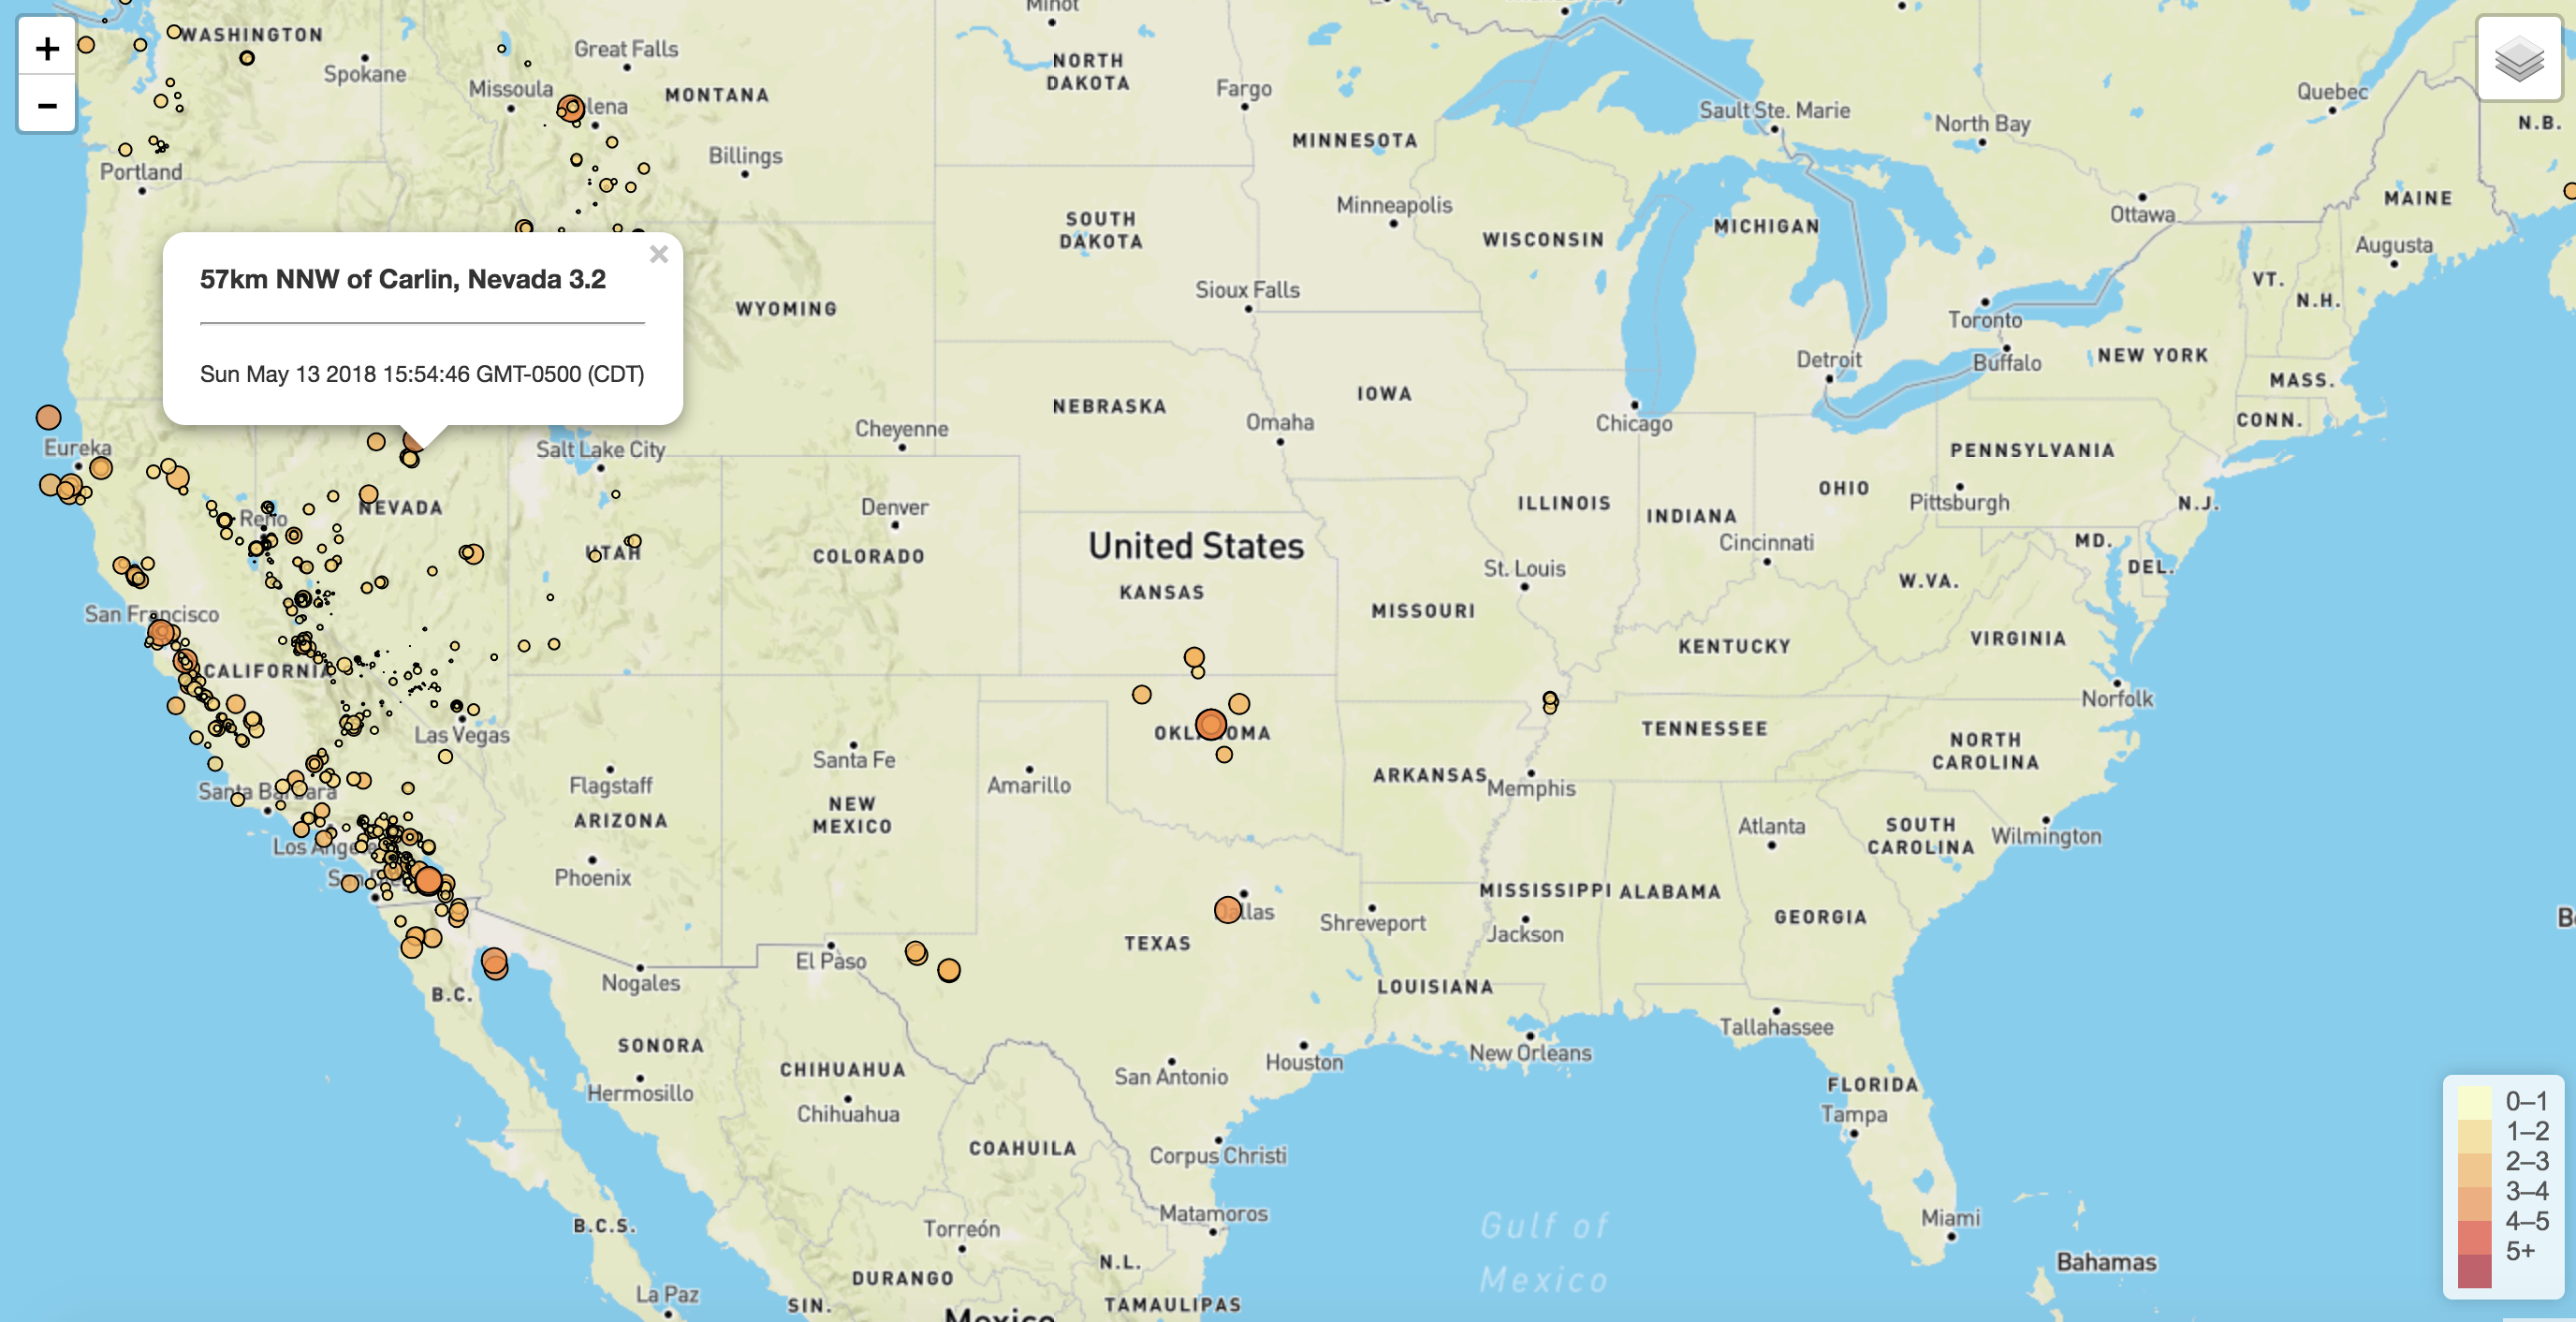 +
−
WASHINGTON
Spokane
Great Falls
Missoula
MONTANA
Billings
Portland
NORTH
DAKOTA
Fargo
MINNESOTA
Minneapolis
SOUTH
DAKOTA
Sioux Falls
WISCONSIN
MICHIGAN
Sault Ste. Marie
North Bay
Quebec
N.B.
MAINE
Ottawa
Augusta
VT.
N.H.
Toronto
Buffalo
NEW YORK
MASS.
CONN.
Detroit
×
57km NNW of Carlin, Nevada 3.2
Sun May 13 2018 15:54:46 GMT-0500 (CDT)
WYOMING
Eureka
Salt Lake City
Cheyenne
NEBRASKA
Omaha
IOWA
Chicago
PENNSYLVANIA
Pittsburgh
N.J.
OHIO
ILLINOIS
INDIANA
Cincinnati
MD.
DEL.
W.VA.
Reno
NEVADA
UTAH
Denver
COLORADO
United States
KANSAS
St. Louis
MISSOURI
KENTUCKY
VIRGINIA
Norfolk
San Francisco
CALIFORNIA
Las Vegas
Santa Fe
Flagstaff
ARIZONA
NEW
MEXICO
Amarillo
OKLAHOMA
ARKANSAS
Memphis
TENNESSEE
NORTH
CAROLINA
Santa Barbara
Los Angeles
San Diego
Phoenix
Atlanta
SOUTH
CAROLINA
Wilmington
Dallas
Shreveport
MISSISSIPPI
ALABAMA
Jackson
GEORGIA
TEXAS
El Paso
Nogales
B.C.
LOUISIANA
Tallahassee
New Orleans
Houston
San Antonio
SONORA
Hermosillo
CHIHUAHUA
Chihuahua
COAHUILA
Corpus Christi
FLORIDA
Tampa
Miami
Bahamas
Gulf of
Mexico
B.C.S.
Torreón
Matamoros
N.L.
DURANGO
La Paz
SIN.
TAMAULIPAS
Mexico
0–1
1–2
2–3
3–4
4–5
5+